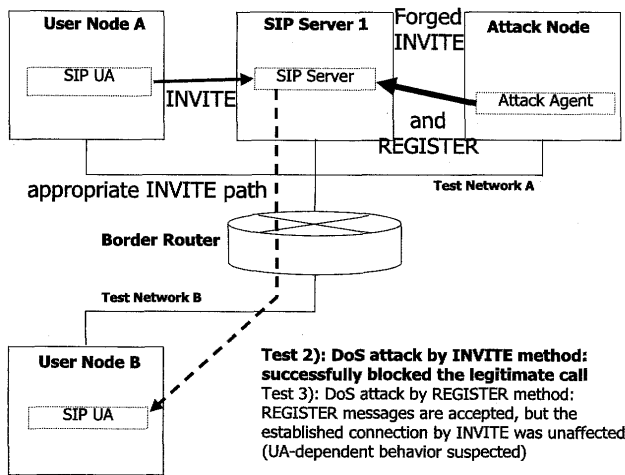 User Node A
SIP UA
INVITE
SIP Server 1
SIP Server
Forged
INVITE
and
REGISTER
Attack Node
Attack Agent
appropriate INVITE path
Test Network A
Border Router
Test Network B
User Node B
SIP UA
Test 2): DoS attack by INVITE method:
successfully blocked the legitimate call
Test 3): DoS attack by REGISTER method:
REGISTER messages are accepted, but the
established connection by INVITE was unaffected
(UA-dependent behavior suspected)